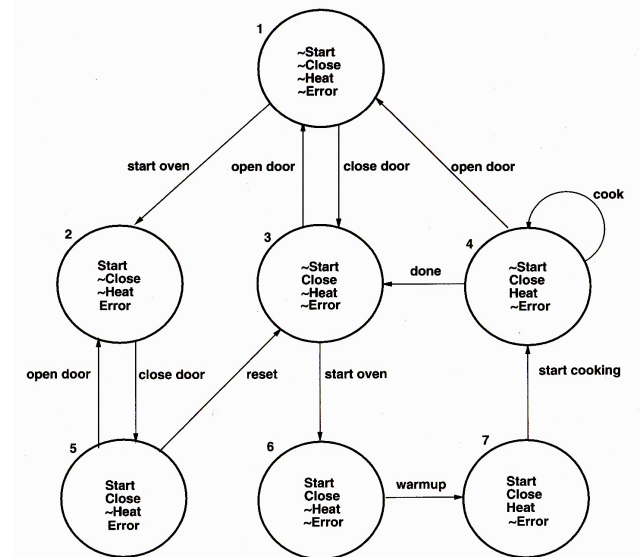 1
~Start
~Close
~Heat
~Error
start oven
open door
close door
open door
cook
2
Start
~Close
~Heat
Error
3
~Start
Close
~Heat
~Error
done
4
~Start
Close
Heat
~Error
open door
close door
reset
start oven
start cooking
5
Start
Close
~Heat
Error
6
Start
Close
~Heat
~Error
warmup
7
Start
Close
Heat
~Error